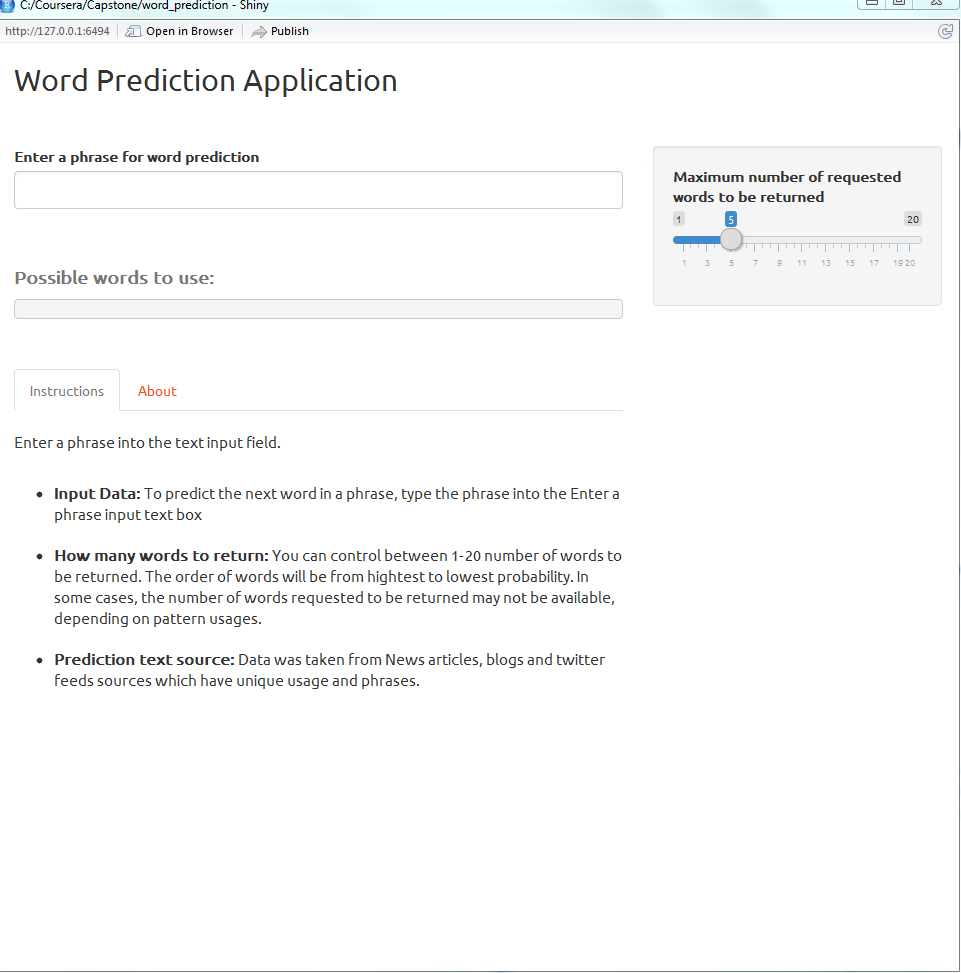 C:/Coursera/Capstone/word_prediction - Shiny
http://127.0.0.1:6494 Open in Browser Publish
Word Prediction Application
Enter a phrase for word prediction
Maximum number of requested
words to be returned
1 5 20
1 3 5 7 9 11 13 15 17 19 20
Possible words to use:
Instructions About
Enter a phrase into the text input field.
• Input Data: To predict the next word in a phrase, type the phrase into the Enter a
phrase input text box
• How many words to return: You can control between 1-20 number of words to
be returned. The order of words will be from hightest to lowest probability. In
some cases, the number of words requested to be returned may not be available,
depending on pattern usages.
• Prediction text source: Data was taken from News articles, blogs and twitter
feeds sources which have unique usage and phrases.